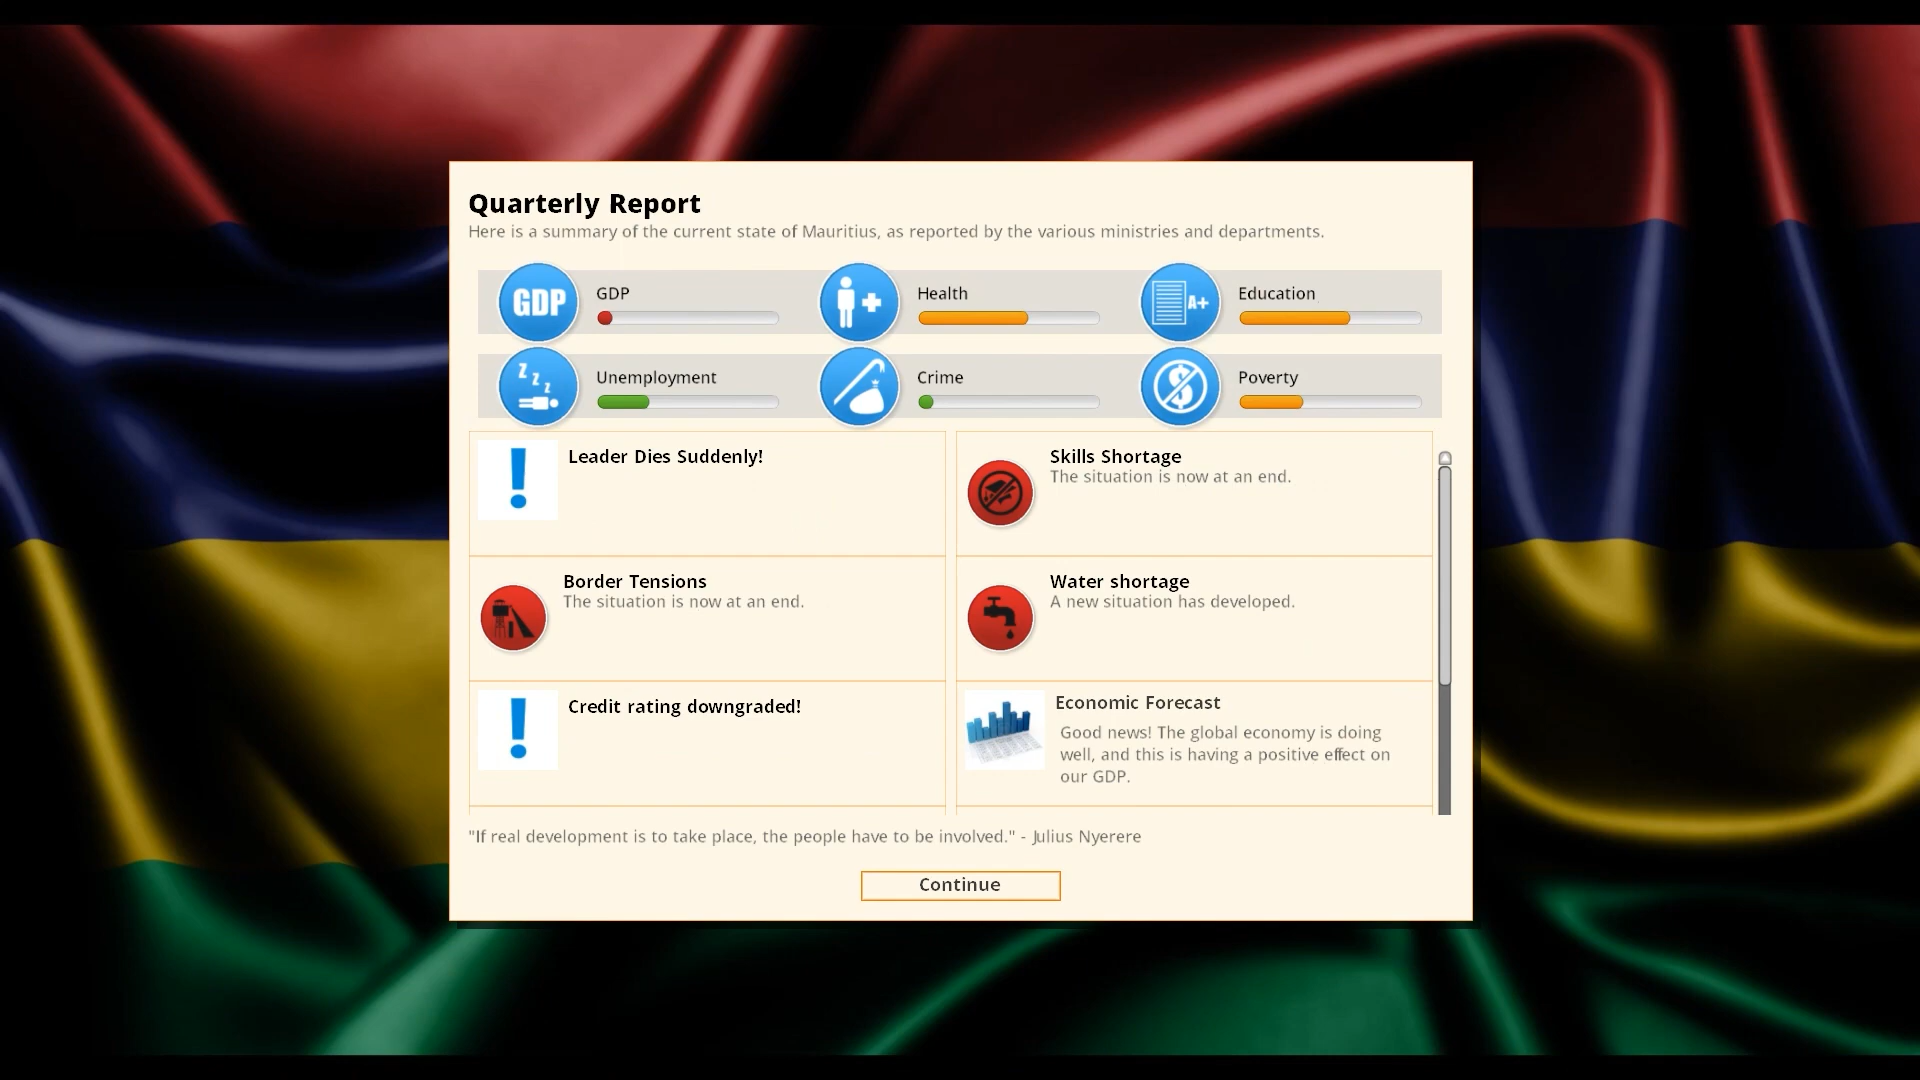 Quarterly Report
Here is a summary of the current state of Mauritius, as reported by the various ministries and departments.
GDP
GDP
Health
A+
Education
Z Z Z
Unemployment
Crime
$
Poverty
Leader Dies Suddenly!
Skills Shortage
The situation is now at an end.
Border Tensions
The situation is now at an end.
Water shortage
A new situation has developed.
Credit rating downgraded!
Economic Forecast
Good news! The global economy is doing
well, and this is having a positive effect on
our GDP.
"If real development is to take place, the people have to be involved." - Julius Nyerere
Continue